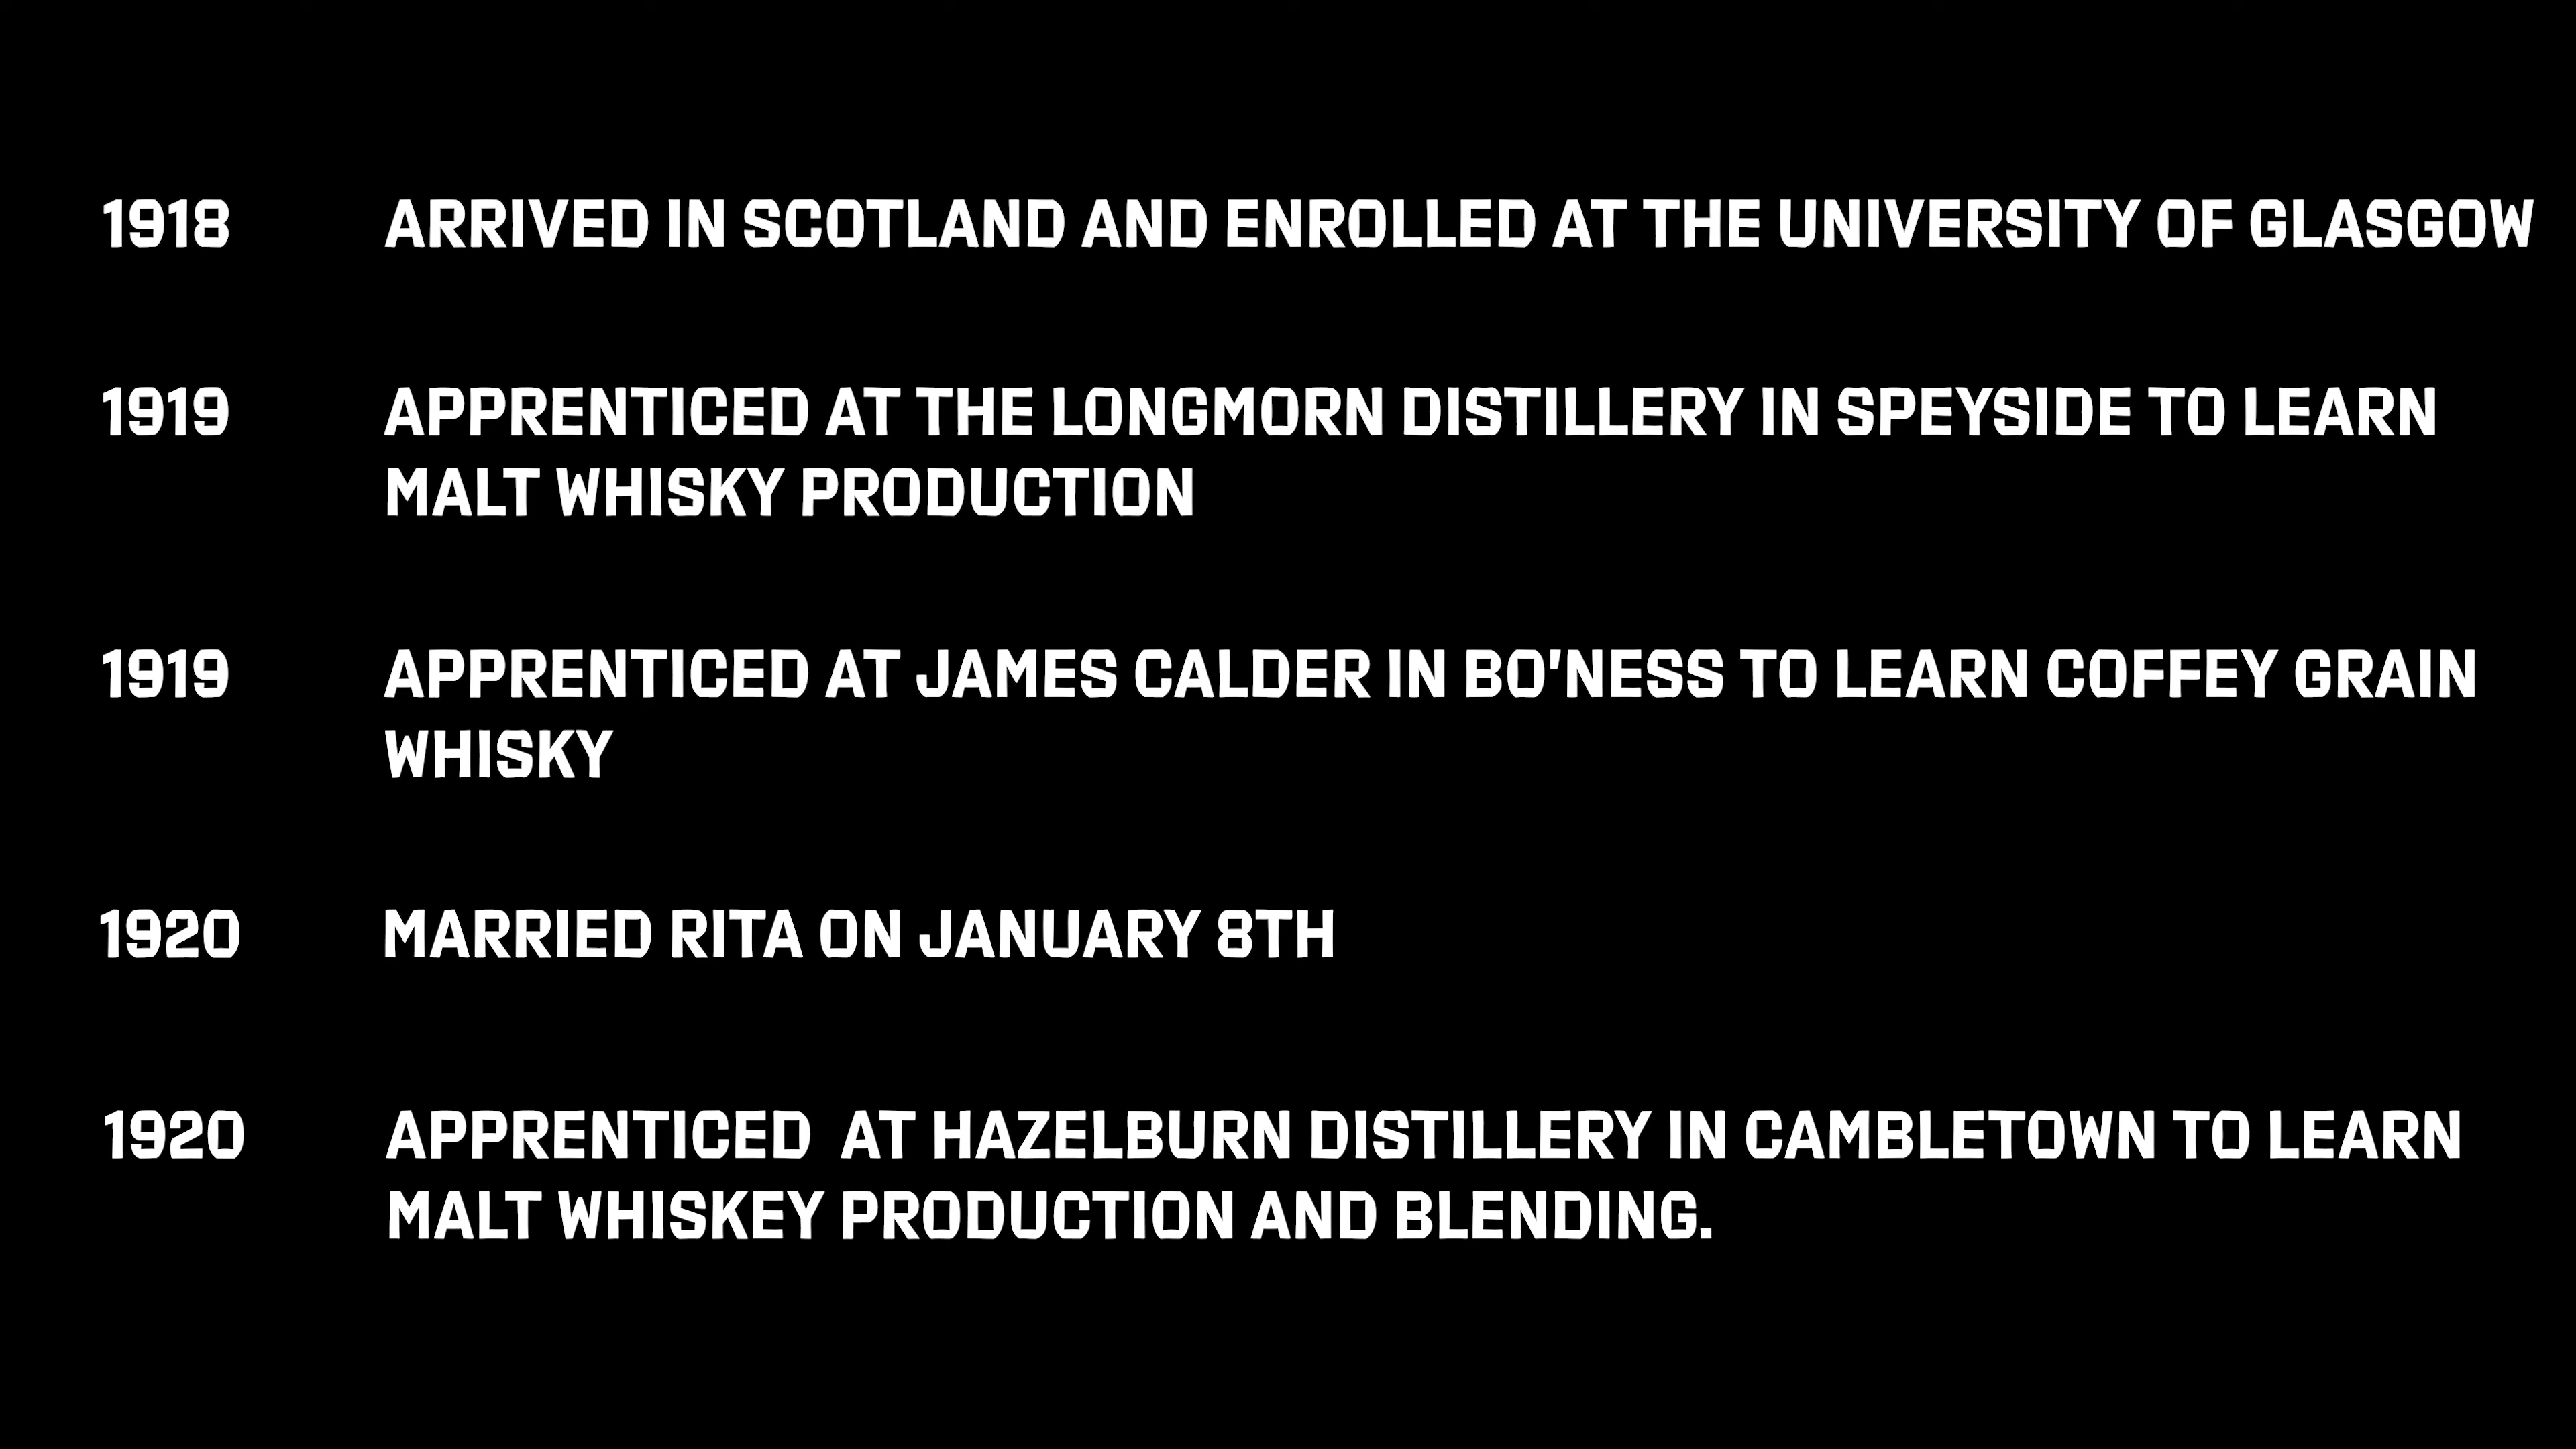 1918 ARRIVED IN SCOTLAND AND ENROLLED AT THE UNIVERSITY OF GLASGOW
1919 APPRENTICED AT THE LONGMORN DISTILLERY IN SPEYSIDE TO LEARN
MALT WHISKY PRODUCTION
1919 APPRENTICED AT JAMES CALDER IN BO'NESS TO LEARN COFFEY GRAIN
WHISKY
1920 MARRIED RITA ON JANUARY 8TH
1920 APPRENTICED AT HAZELBURN DISTILLERY IN CAMBLETOWN TO LEARN
MALT WHISKEY PRODUCTION AND BLENDING.